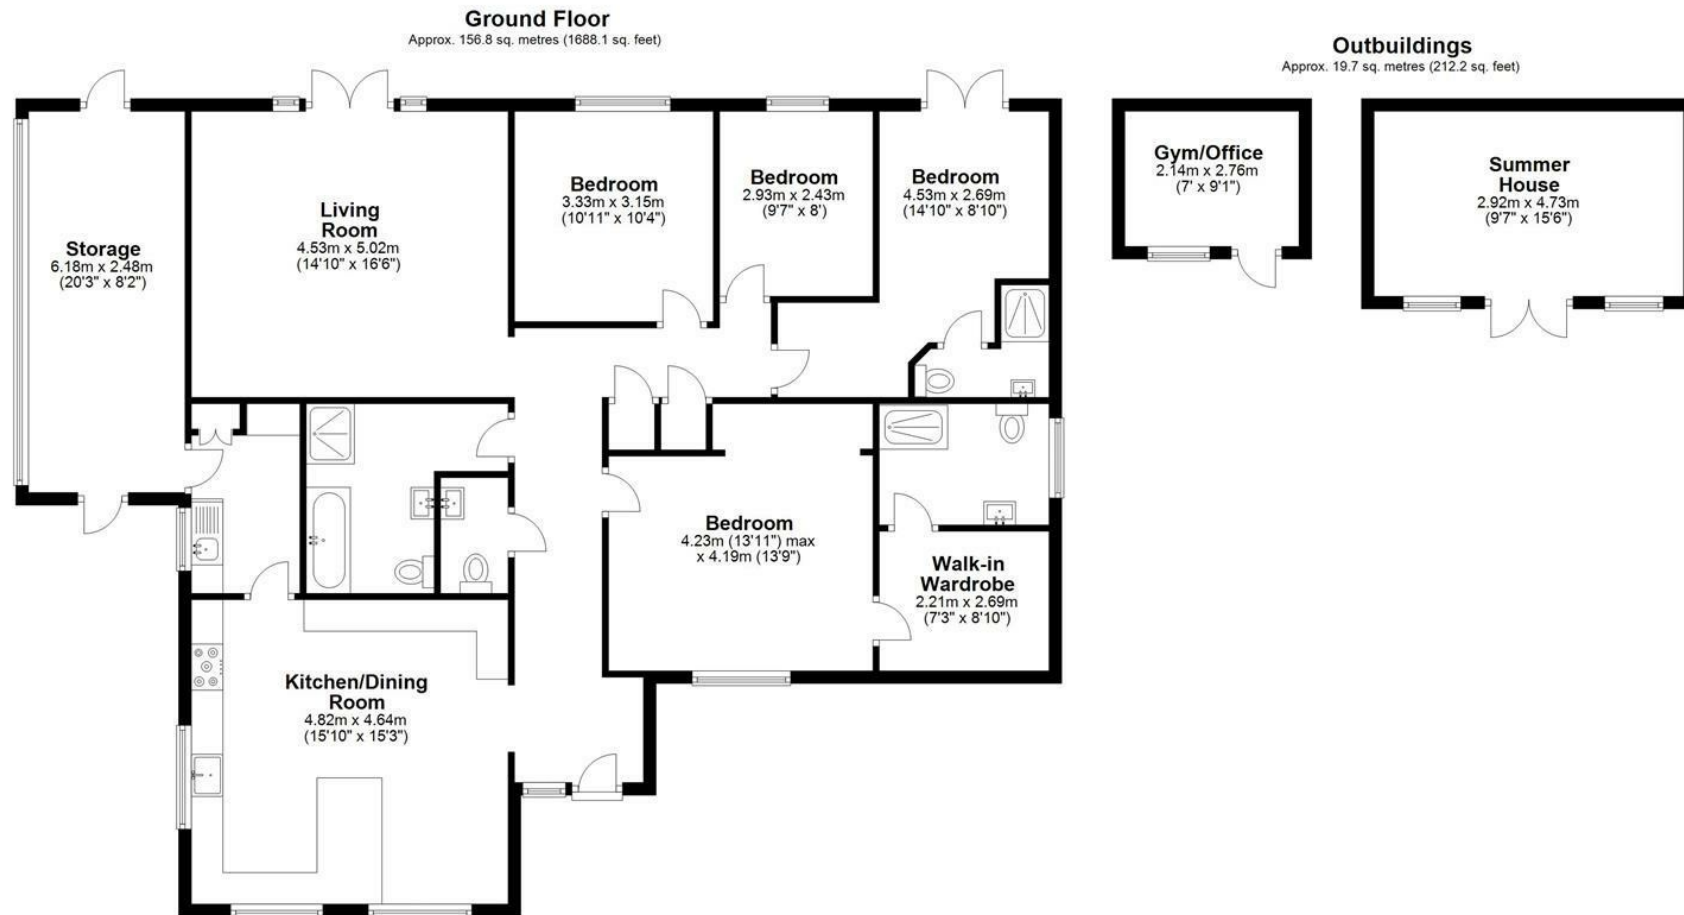 Ground Floor
Approx. 156.8 sq. metres (1688.1 sq. feet)
Outbuildings
Approx. 19.7 sq. metres (212.2 sq. feet)
Storage
6.18m x 2.48m
(20'3" x 8'2")
Living
Room
4.53m x 5.02m
(14'10" x 16'6")
Bedroom
3.33m x 3.15m
(10'11" x 10'4")
Bedroom
2.93m x 2.43m
(9'7" x 8')
Bedroom
4.53m x 2.69m
(14'10" x 8'10")
Gym/Office
2.14m x 2.76m
(7' x 9'1")
Summer
House
2.92m x 4.73m
(9'7" x 15'6")
Bedroom
4.23m (13'11") max
x 4.19m (13'9")
Walk-in
Wardrobe
2.21m x 2.69m
(7'3" x 8'10")
Kitchen/Dining
Room
4.82m x 4.64m
(15'10" x 15'3")